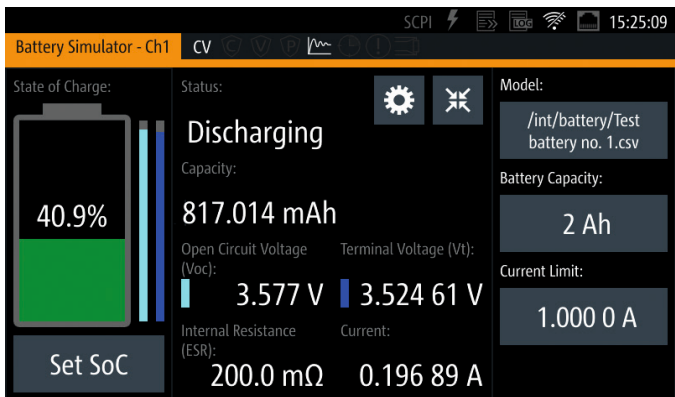 SCPI LOG 15:25:09
Battery Simulator - Ch1 CV C V P
State of Charge:
40.9%
Set SoC
Status:
Discharging
Capacity:
817.014 mAh
Open Circuit Voltage
(Voc):
3.577 V
Terminal Voltage (Vt):
3.524 61 V
Internal Resistance
(ESR):
200.0 mΩ
Current:
0.196 89 A
Model:
/int/battery/Test
battery no. 1.csv
Battery Capacity:
2 Ah
Current Limit:
1.000 0 A